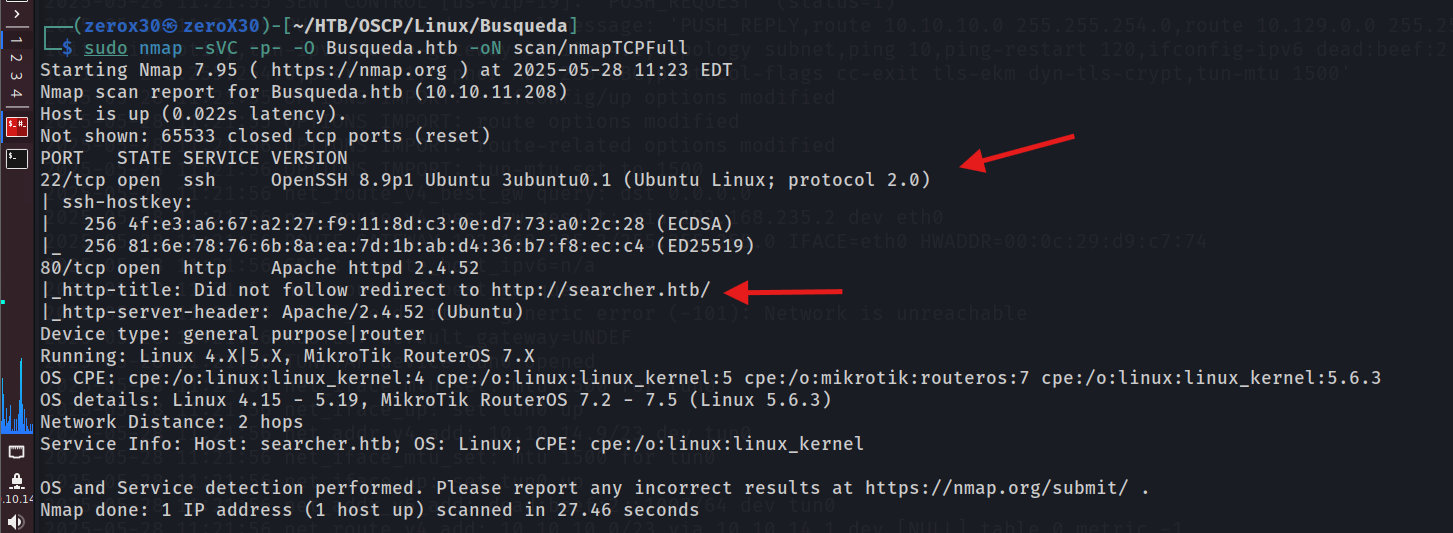 ┌──(zerox30㉿zeroX30)-[~/HTB/OSCP/Linux/Busqueda]
└─$ sudo nmap -sVC -p- -O Busqueda.htb -oN scan/nmapTCPFull
Starting Nmap 7.95 ( https://nmap.org ) at 2025-05-28 11:23 EDT
Nmap scan report for Busqueda.htb (10.10.11.208)
Host is up (0.022s latency).
Not shown: 65533 closed tcp ports (reset)
PORT   STATE SERVICE VERSION
22/tcp open  ssh     OpenSSH 8.9p1 Ubuntu 3ubuntu0.1 (Ubuntu Linux; protocol 2.0)
| ssh-hostkey:
|   256 4f:e3:a6:67:a2:27:f9:11:8d:c3:0e:d7:73:a0:2c:28 (ECDSA)
|_  256 81:6e:78:76:6b:8a:ea:7d:1b:ab:d4:36:b7:f8:ec:c4 (ED25519)
80/tcp open  http    Apache httpd 2.4.52
|_http-title: Did not follow redirect to http://searcher.htb/
|_http-server-header: Apache/2.4.52 (Ubuntu)
Device type: general purpose|router
Running: Linux 4.X|5.X, MikroTik RouterOS 7.X
OS CPE: cpe:/o:linux:linux_kernel:4 cpe:/o:linux:linux_kernel:5 cpe:/o:mikrotik:routeros:7 cpe:/o:linux:linux_kernel:5.6.3
OS details: Linux 4.15 - 5.19, MikroTik RouterOS 7.2 - 7.5 (Linux 5.6.3)
Network Distance: 2 hops
Service Info: Host: searcher.htb; OS: Linux; CPE: cpe:/o:linux:linux_kernel
OS and Service detection performed. Please report any incorrect results at https://nmap.org/submit/ .
Nmap done: 1 IP address (1 host up) scanned in 27.46 seconds
1
2
3
4
.10.14